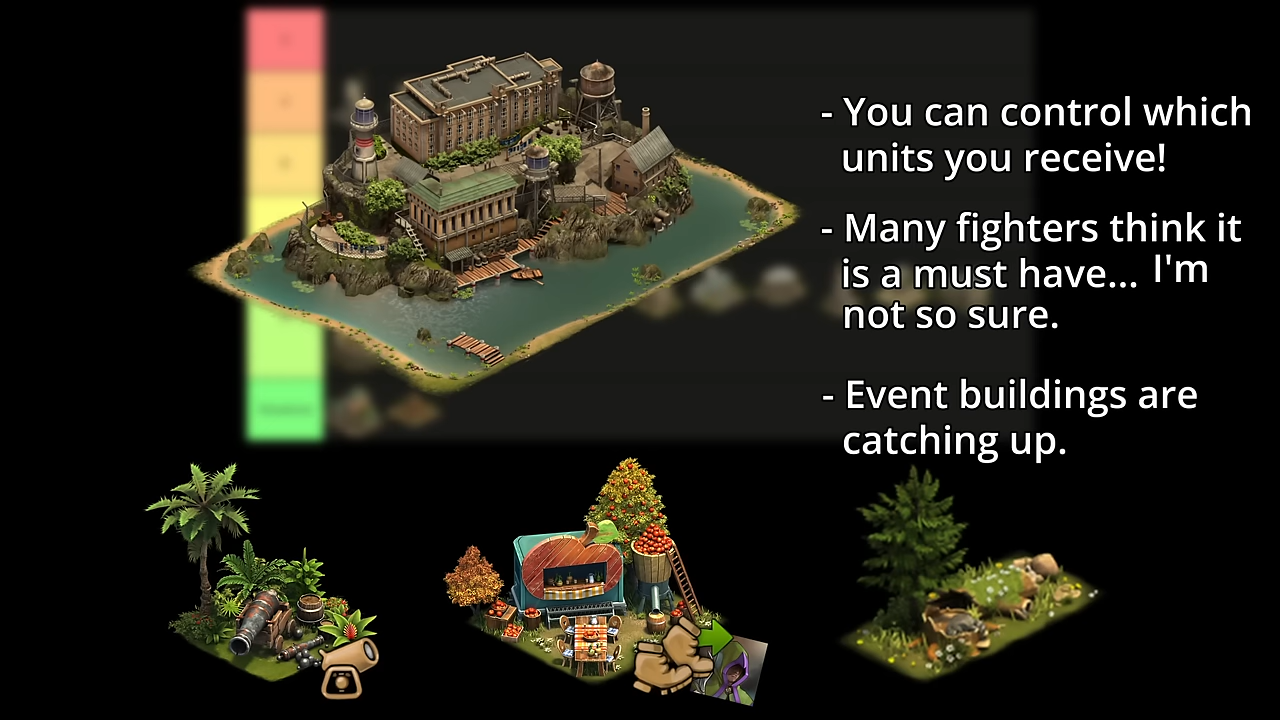 - You can control which
units you receive!
- Many fighters think it
is a must have... I'm
not so sure.
- Event buildings are
catching up.